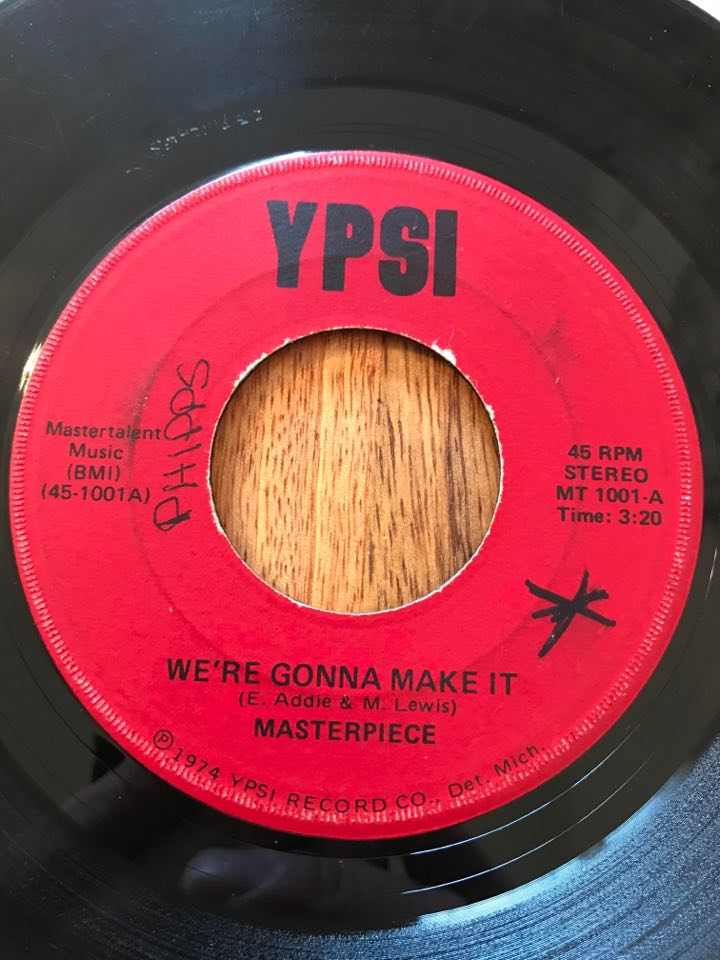 YPSI
PHIPPS
Mastertalent
Music
(BMI)
(45-1001A)
45 RPM
STEREO
MT 1001-A
Time: 3:20
WE'RE GONNA MAKE IT
(E. Addie & M. Lewis)
MASTERPIECE
Ⓟ1974 YPSI RECORD CO., Det. Mich.